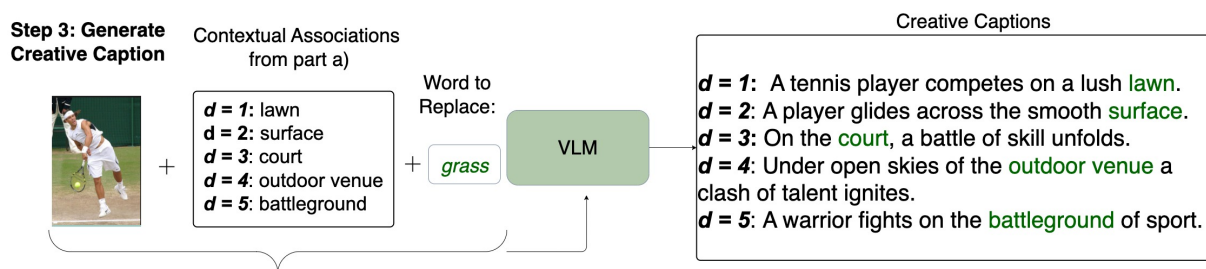 Step 3: Generate
Creative Caption
Contextual Associations
from part a)
d = 1: lawn
d = 2: surface
d = 3: court
d = 4: outdoor venue
d = 5: battleground
Word to
Replace:
grass
VLM
Creative Captions
d = 1: A tennis player competes on a lush lawn.
d = 2: A player glides across the smooth surface.
d = 3: On the court, a battle of skill unfolds.
d = 4: Under open skies of the outdoor venue a
clash of talent ignites.
d = 5: A warrior fights on the battleground of sport.